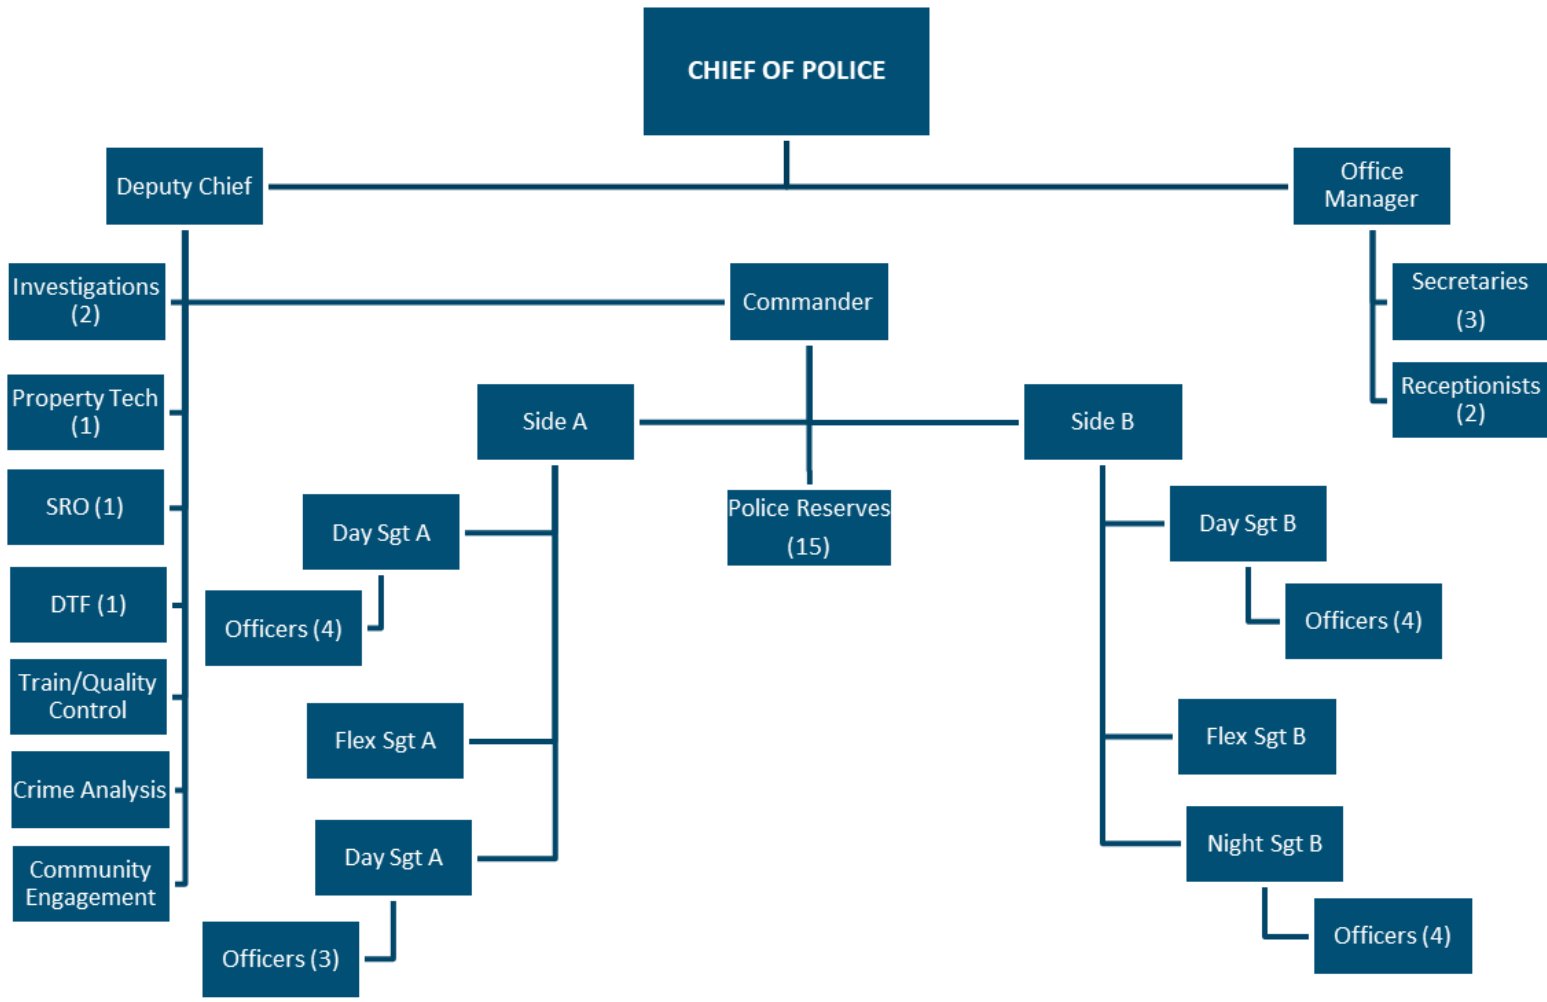 CHIEF OF POLICE
Deputy Chief
Office
Manager
Investigations
(2)
Commander
Secretaries
(3)
Property Tech
(1)
Side A
Side B
Receptionists
(2)
SRO (1)
Day Sgt A
Police Reserves
(15)
Day Sgt B
DTF (1)
Officers (4)
Officers (4)
Train/Quality
Control
Flex Sgt A
Flex Sgt B
Crime Analysis
Day Sgt A
Night Sgt B
Community
Engagement
Officers (3)
Officers (4)